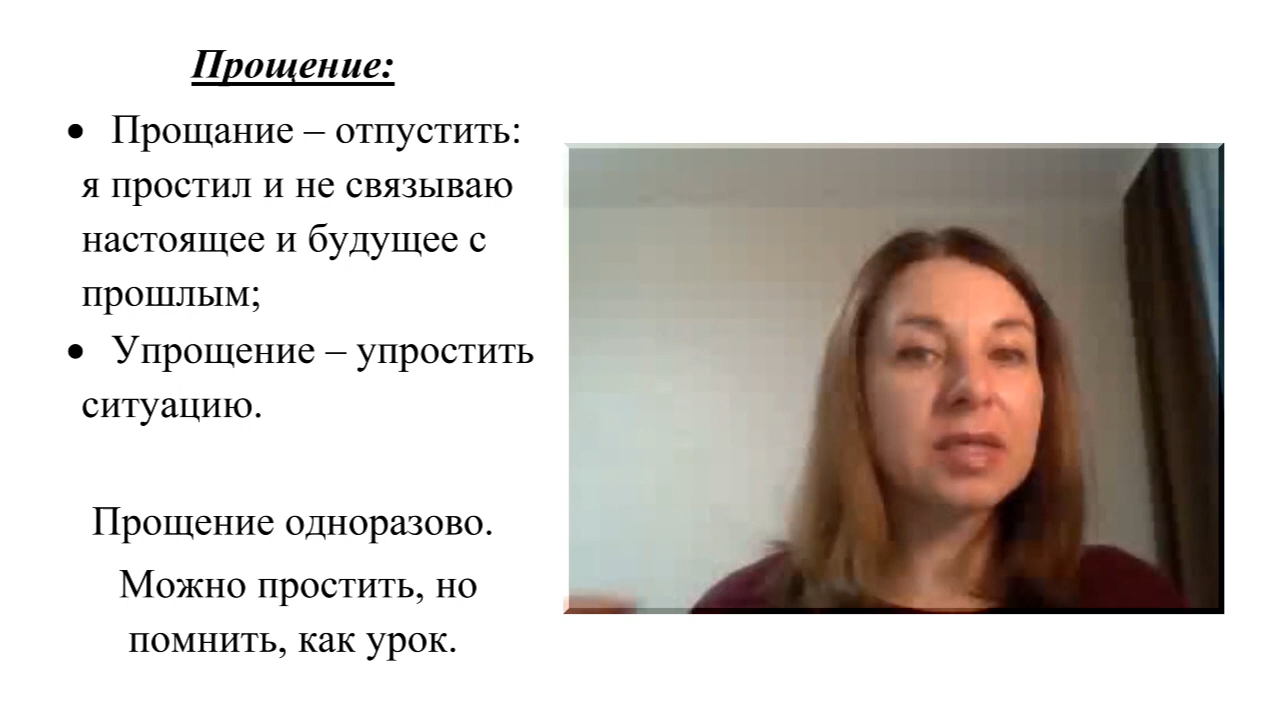 Прощение:
• Прощание – отпустить:
я простил и не связываю
настоящее и будущее с
прошлым;
• Упрощение – упростить
ситуацию.
Прощение одноразово.
Можно простить, но
помнить, как урок.